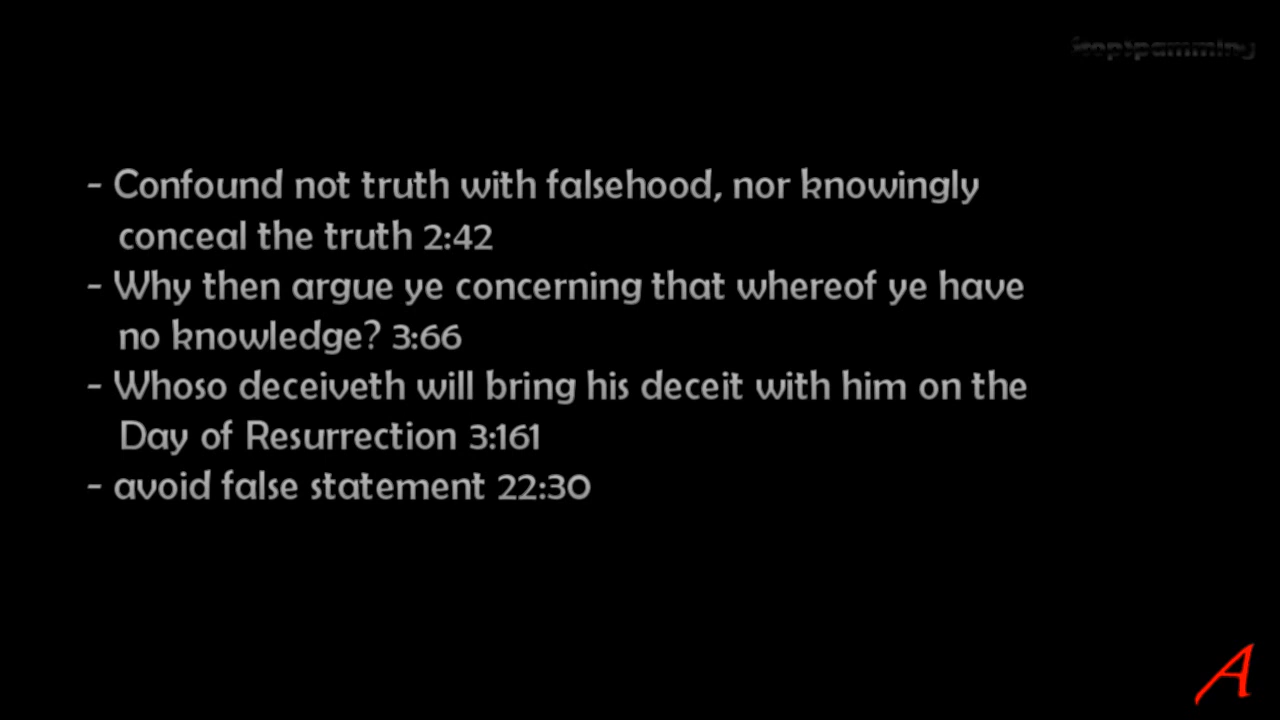 - Confound not truth with falsehood, nor knowingly
conceal the truth 2:42
- Why then argue ye concerning that whereof ye have
no knowledge? 3:66
- Whoso deceiveth will bring his deceit with him on the
Day of Resurrection 3:161
- avoid false statement 22:30
A